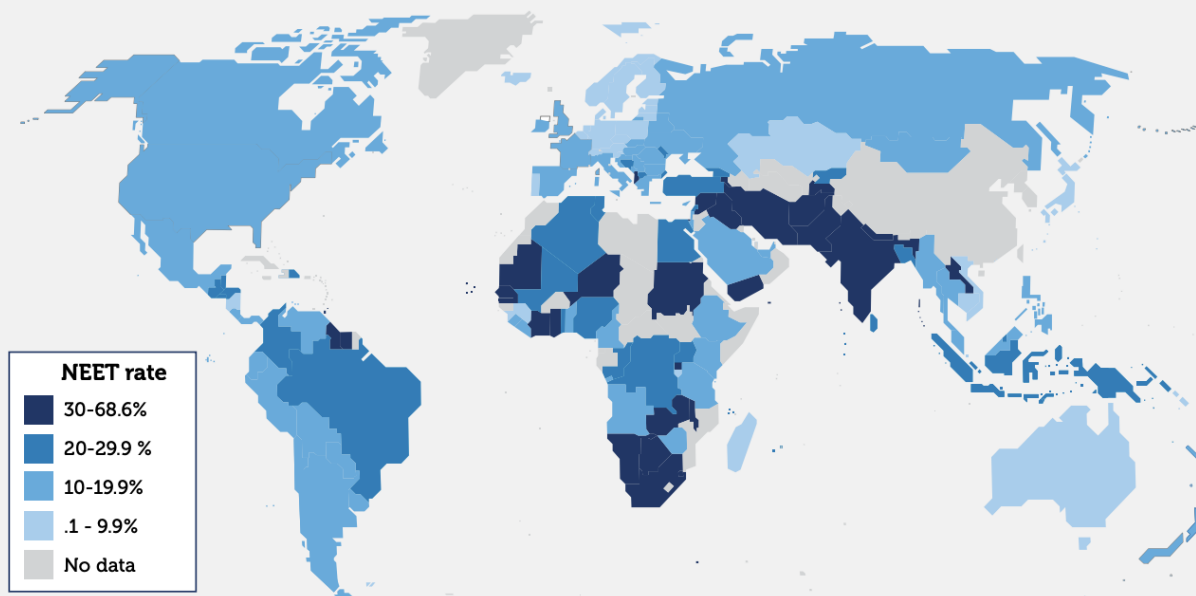 NEET rate
30-68.6%
20-29.9 %
10-19.9%
.1 - 9.9%
No data